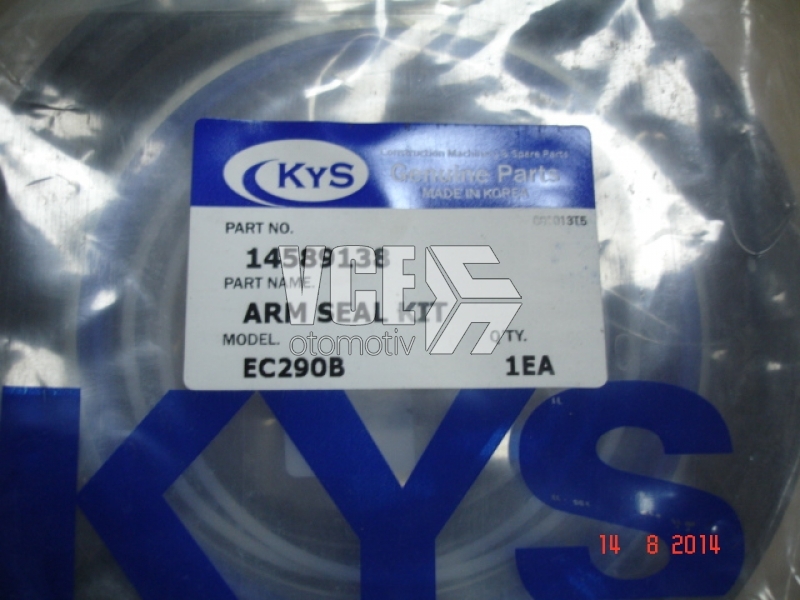 KYS
Construction Machinery & Spare Parts
Genuine Parts
MADE IN KOREA
PART NO.
14589138
PART NAME.
ARM SEAL KIT
MODEL.
Q'TY.
EC290B
1EA
VCE
otomotiv
KYS
14 8 2014